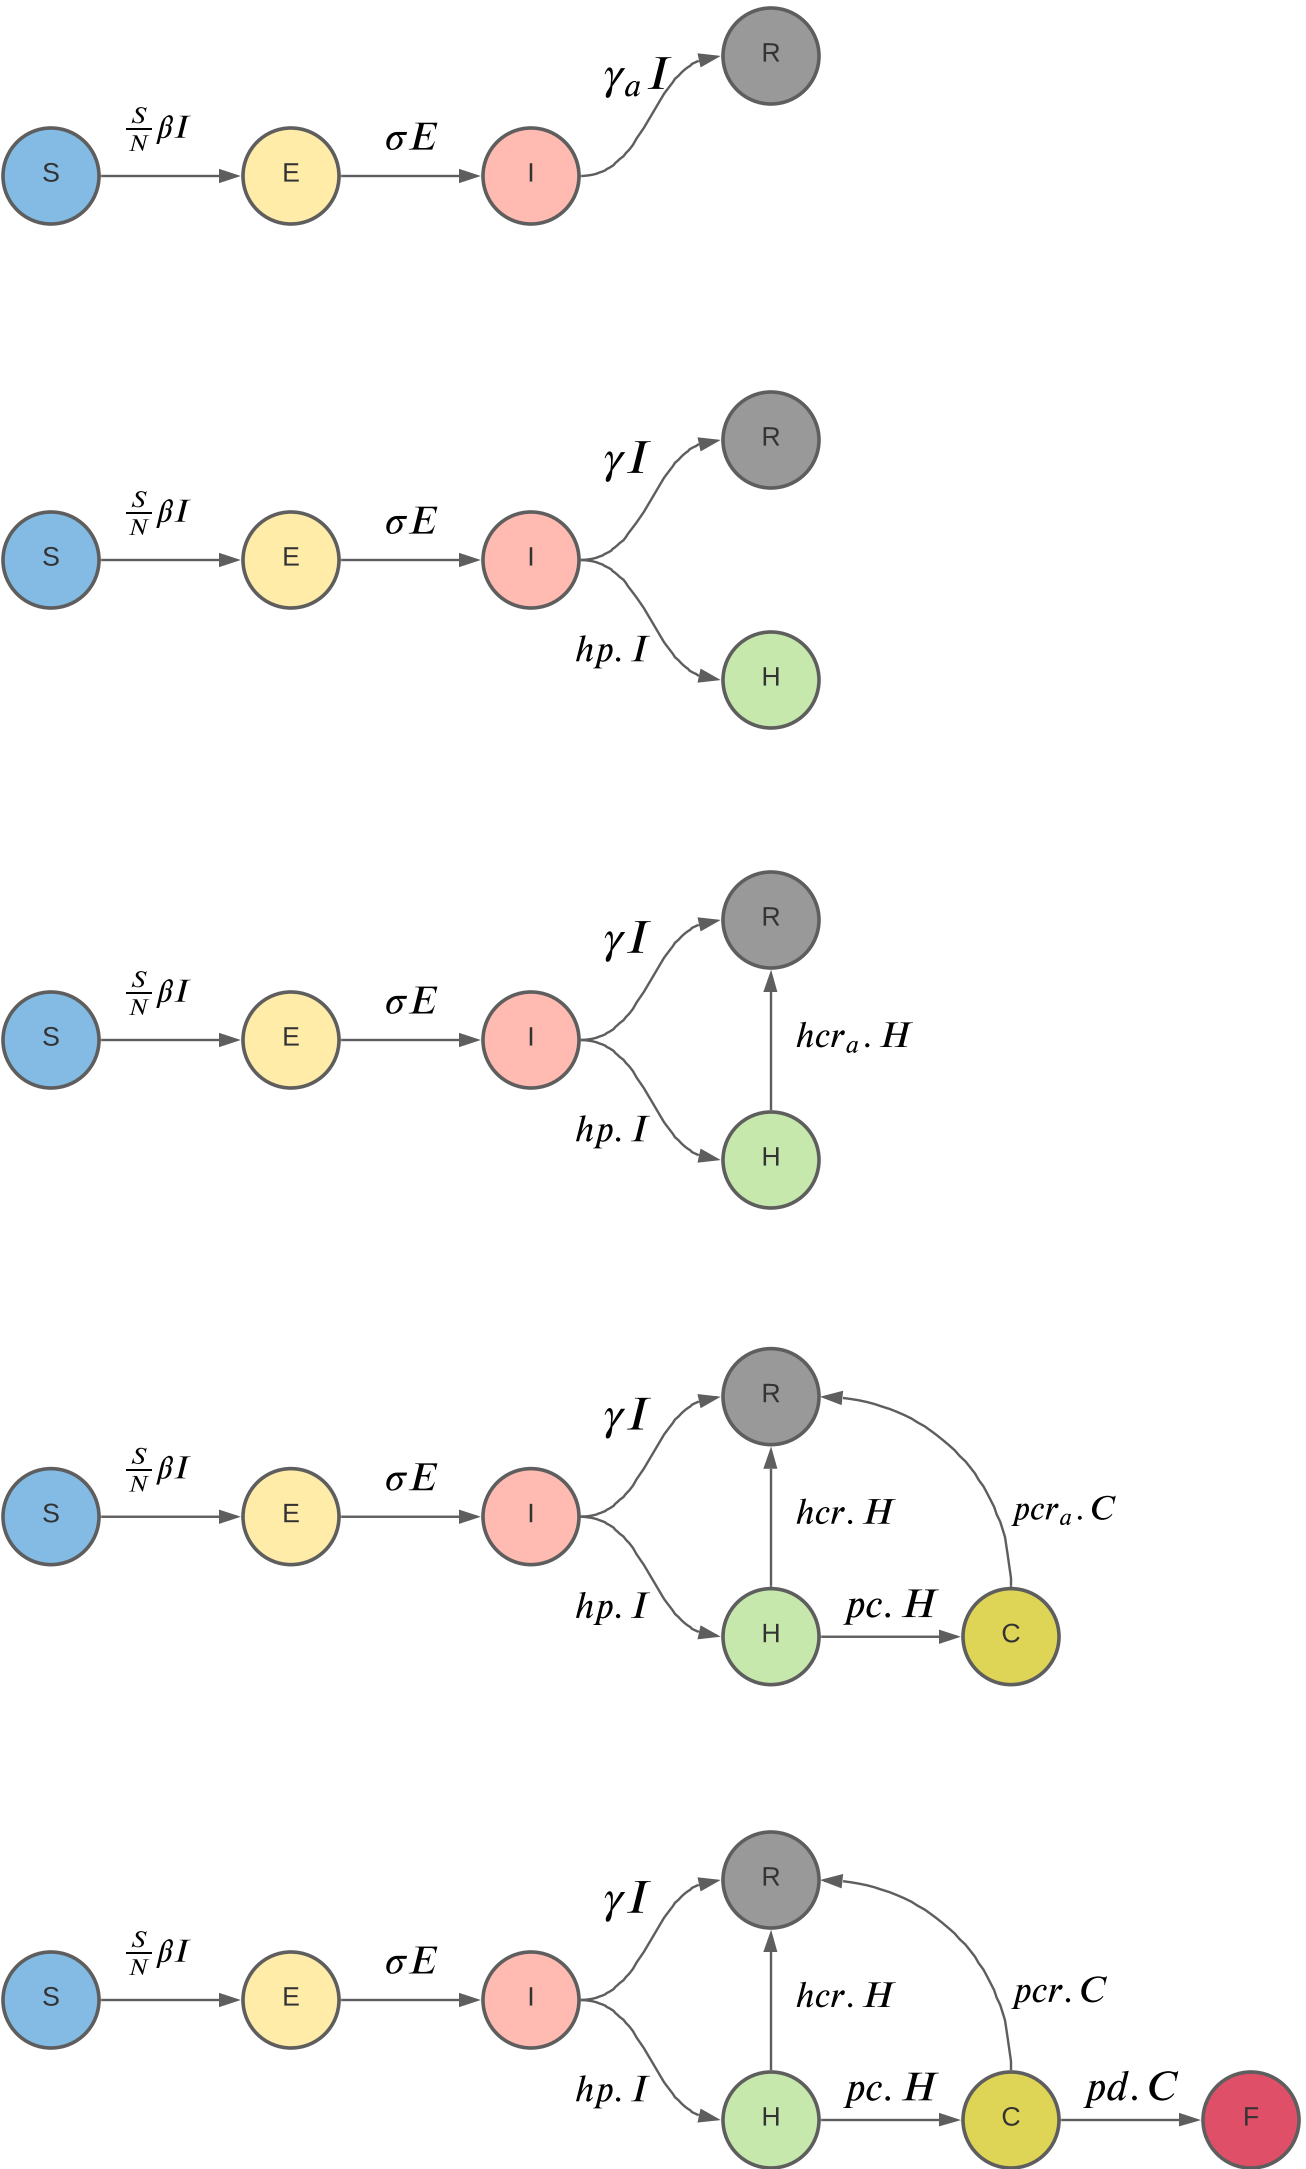 R
γₐI
S/N βI
σE
S
E
I
R
γI
S/N βI
σE
S
E
I
hp. I
H
R
γI
S/N βI
σE
S
E
I
hcrₐ. H
hp. I
H
R
γI
S/N βI
σE
S
E
I
hcr. H
pcrₐ. C
hp. I
pc. H
H
C
R
γI
S/N βI
σE
S
E
I
hcr. H
pcr. C
hp. I
pc. H
pd. C
H
C
F